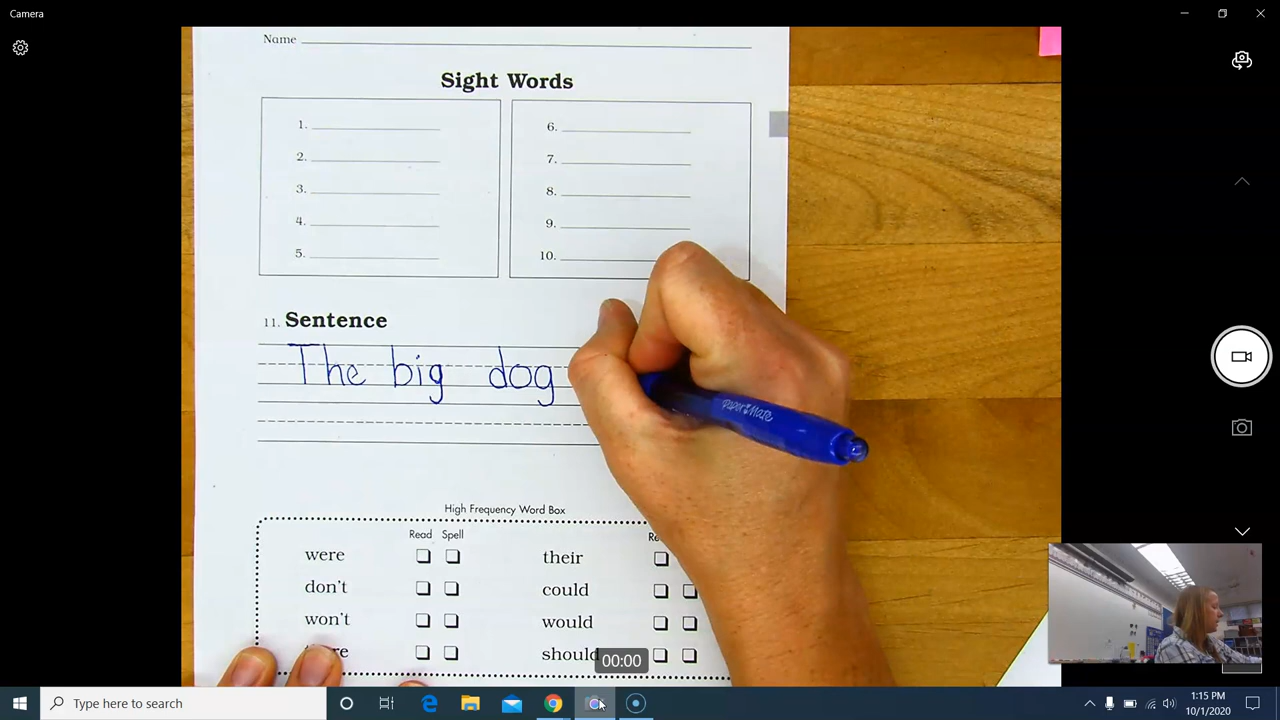 Camera
Name
Sight Words
1.
2.
3.
4.
5.
6.
7.
8.
9.
10.
11. Sentence
The big dog
PAPER MATE
High Frequency Word Box
Read Spell
were
don't
won't
their
could
would
should
00:00
Type here to search
1:15 PM
10/1/2020